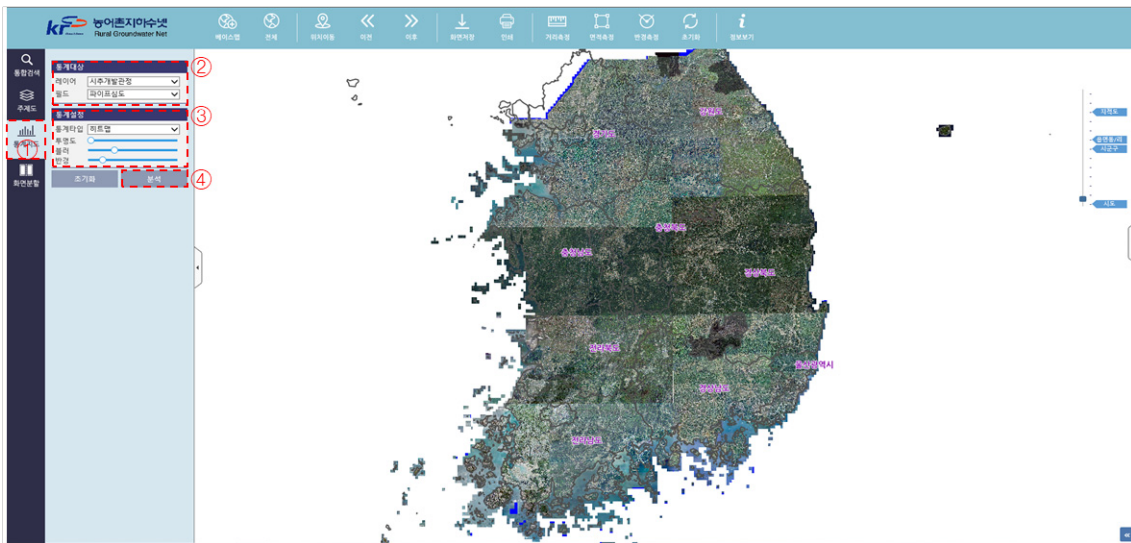 농어촌지하수넷
Rural Groundwater Net
베이스맵
전체
위치이동
이전
이후
화면저장
인쇄
거리측정
면적측정
반경측정
초기화
정보보기
통합검색
주제도
통계지도
①
화면분할
통계대상
②
레이어 시추개발관정
필드 파이프심도
통계설정
③
통계타입 히트맵
투명도
블러
반경
초기화
분석
④
경기도
강원도
충청북도
충청남도
경상북도
전라북도
울산광역시
경상남도
전라남도
지적도
읍면동/리
시군구
시도